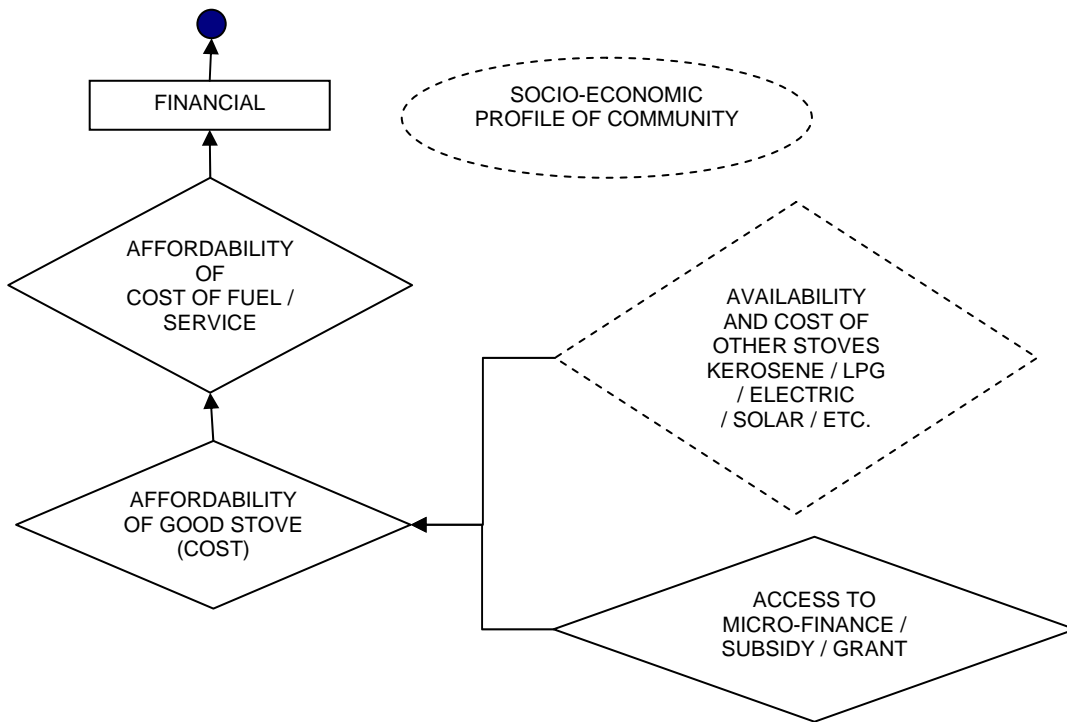 FINANCIAL
SOCIO-ECONOMIC
PROFILE OF COMMUNITY
AFFORDABILITY
OF
COST OF FUEL /
SERVICE
AVAILABILITY
AND COST OF
OTHER STOVES
KEROSENE / LPG
/ ELECTRIC
/ SOLAR / ETC.
AFFORDABILITY
OF GOOD STOVE
(COST)
ACCESS TO
MICRO-FINANCE /
SUBSIDY / GRANT